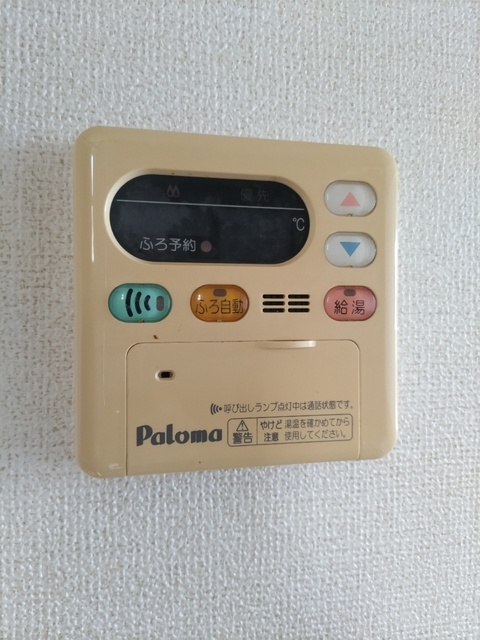 優先
℃
ふろ予約
ふろ自動
給湯
呼び出しランプ点灯中は通話状態です。
Paloma
警告
やけど注意
湯温を確かめてから使用してください。